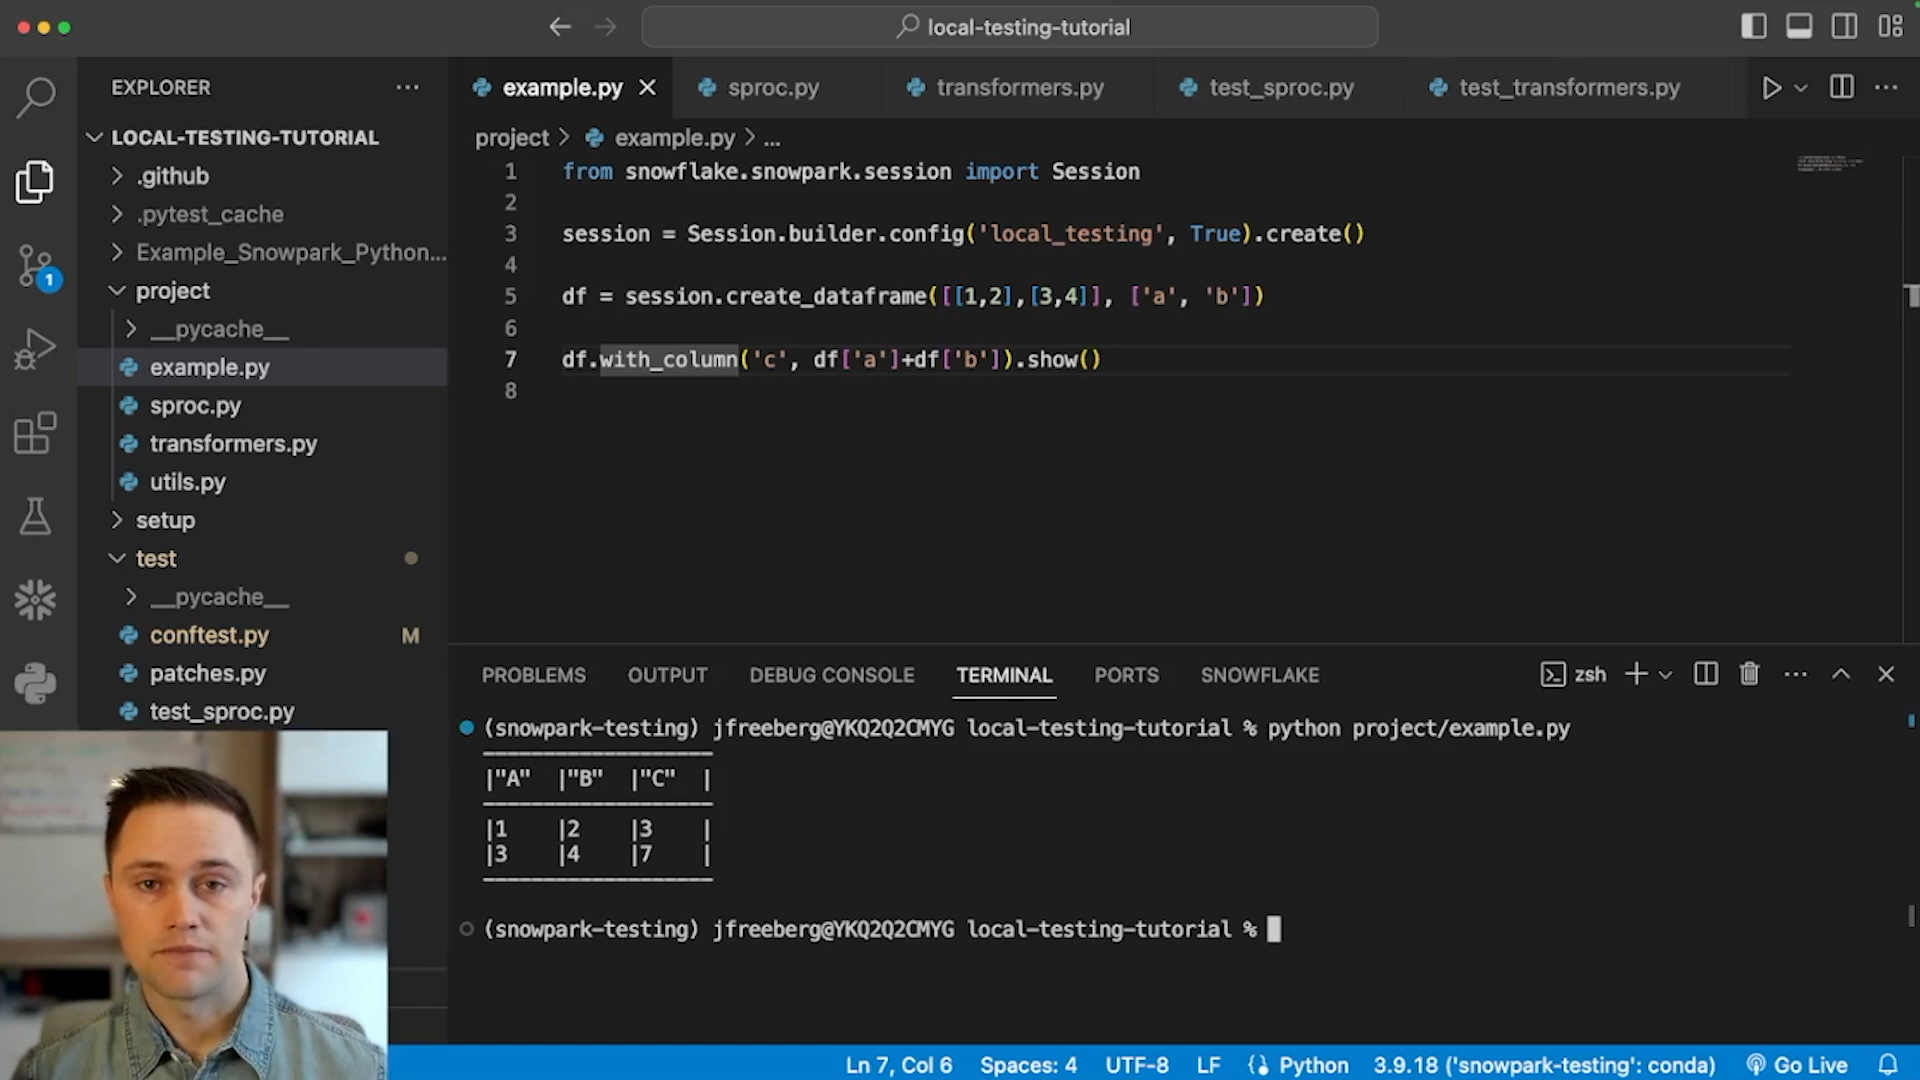 local-testing-tutorial
EXPLORER
example.py
sproc.py
transformers.py
test_sproc.py
test_transformers.py
LOCAL-TESTING-TUTORIAL
.github
.pytest_cache
Example_Snowpark_Python...
project
__pycache__
example.py
sproc.py
transformers.py
utils.py
setup
test
__pycache__
conftest.py M
patches.py
test_sproc.py
1
project > example.py > ...
1 from snowflake.snowpark.session import Session
2
3 session = Session.builder.config('local_testing', True).create()
4
5 df = session.create_dataframe([[1,2],[3,4]], ['a', 'b'])
6
7 df.with_column('c', df['a']+df['b']).show()
8
PROBLEMS OUTPUT DEBUG CONSOLE TERMINAL PORTS SNOWFLAKE zsh
(snowpark-testing) jfreeberg@YKQ2Q2CMYG local-testing-tutorial % python project/example.py
|"A" |"B" |"C" |
|1 |2 |3 |
|3 |4 |7 |
(snowpark-testing) jfreeberg@YKQ2Q2CMYG local-testing-tutorial %
Ln 7, Col 6 Spaces: 4 UTF-8 LF Python 3.9.18 ('snowpark-testing': conda) Go Live